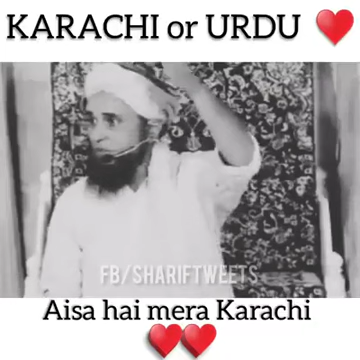 KARACHI or URDU ♥
FB/SHARIFTWEETS
Aisa hai mera Karachi
♥♥